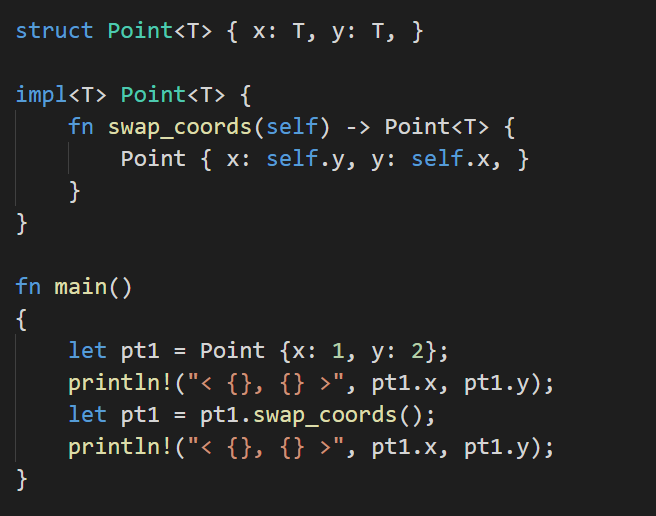 struct Point<T> { x: T, y: T, }

impl<T> Point<T> {
    fn swap_coords(self) -> Point<T> {
        Point { x: self.y, y: self.x, }
    }
}

fn main()
{
    let pt1 = Point {x: 1, y: 2};
    println!("< {}, {} >", pt1.x, pt1.y);
    let pt1 = pt1.swap_coords();
    println!("< {}, {} >", pt1.x, pt1.y);
}